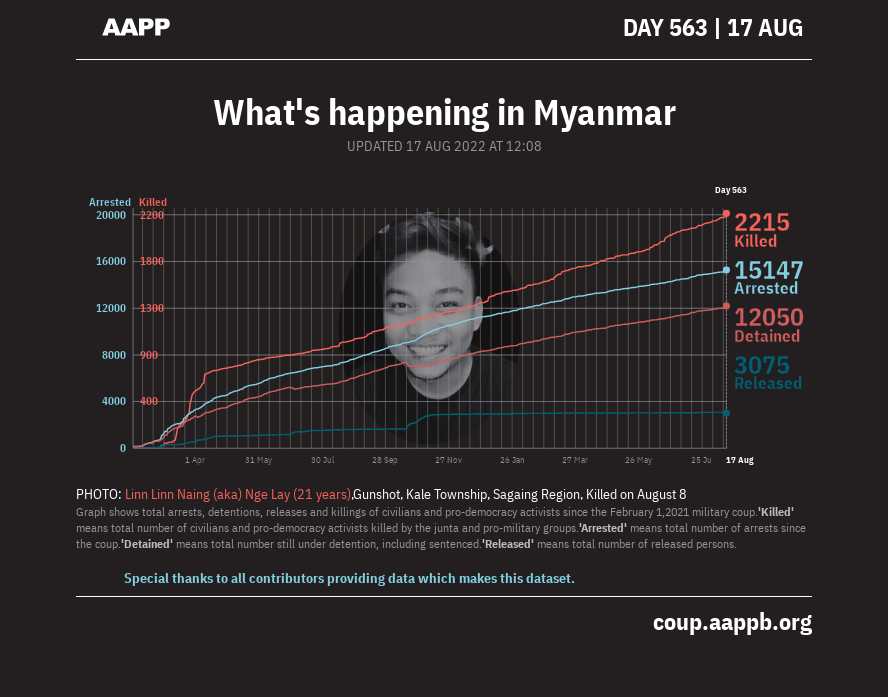 AAPP
DAY 563 | 17 AUG
What's happening in Myanmar
UPDATED 17 AUG 2022 AT 12:08
Day 563
Arrested Killed
20000 2200
16000 1800
12000 1300
8000 900
4000 400
0
2215
Killed
15147
Arrested
12050
Detained
3075
Released
1 Apr 31 May 30 Jul 28 Sep 27 Nov 26 Jan 27 Mar 26 May 25 Ju 17 Aug
PHOTO: Linn Linn Naing (aka) Nge Lay (21 years),Gunshot, Kale Township, Sagaing Region, Killed on August 8
Graph shows total arrests, detentions, releases and killings of civilians and pro-democracy activists since the February 1,2021 military coup.'Killed'
means total number of civilians and pro-democracy activists killed by the junta and pro-military groups.'Arrested' means total number of arrests since
the coup.'Detained' means total number still under detention, including sentenced.'Released' means total number of released persons.
Special thanks to all contributors providing data which makes this dataset.
coup.aappb.org